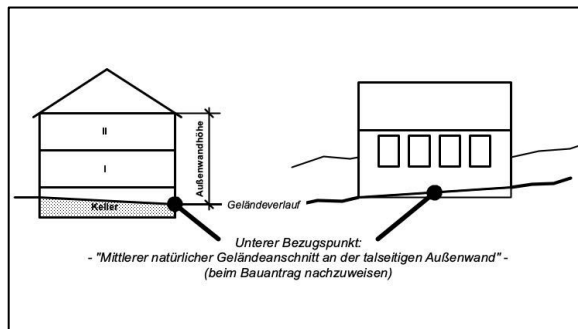 II
Außenwandhöhe
I
Keller
Geländeverlauf
Unterer Bezugspunkt:
- "Mittlerer natürlicher Geländeanschnitt an der talseitigen Außenwand" -
(beim Bauantrag nachzuweisen)